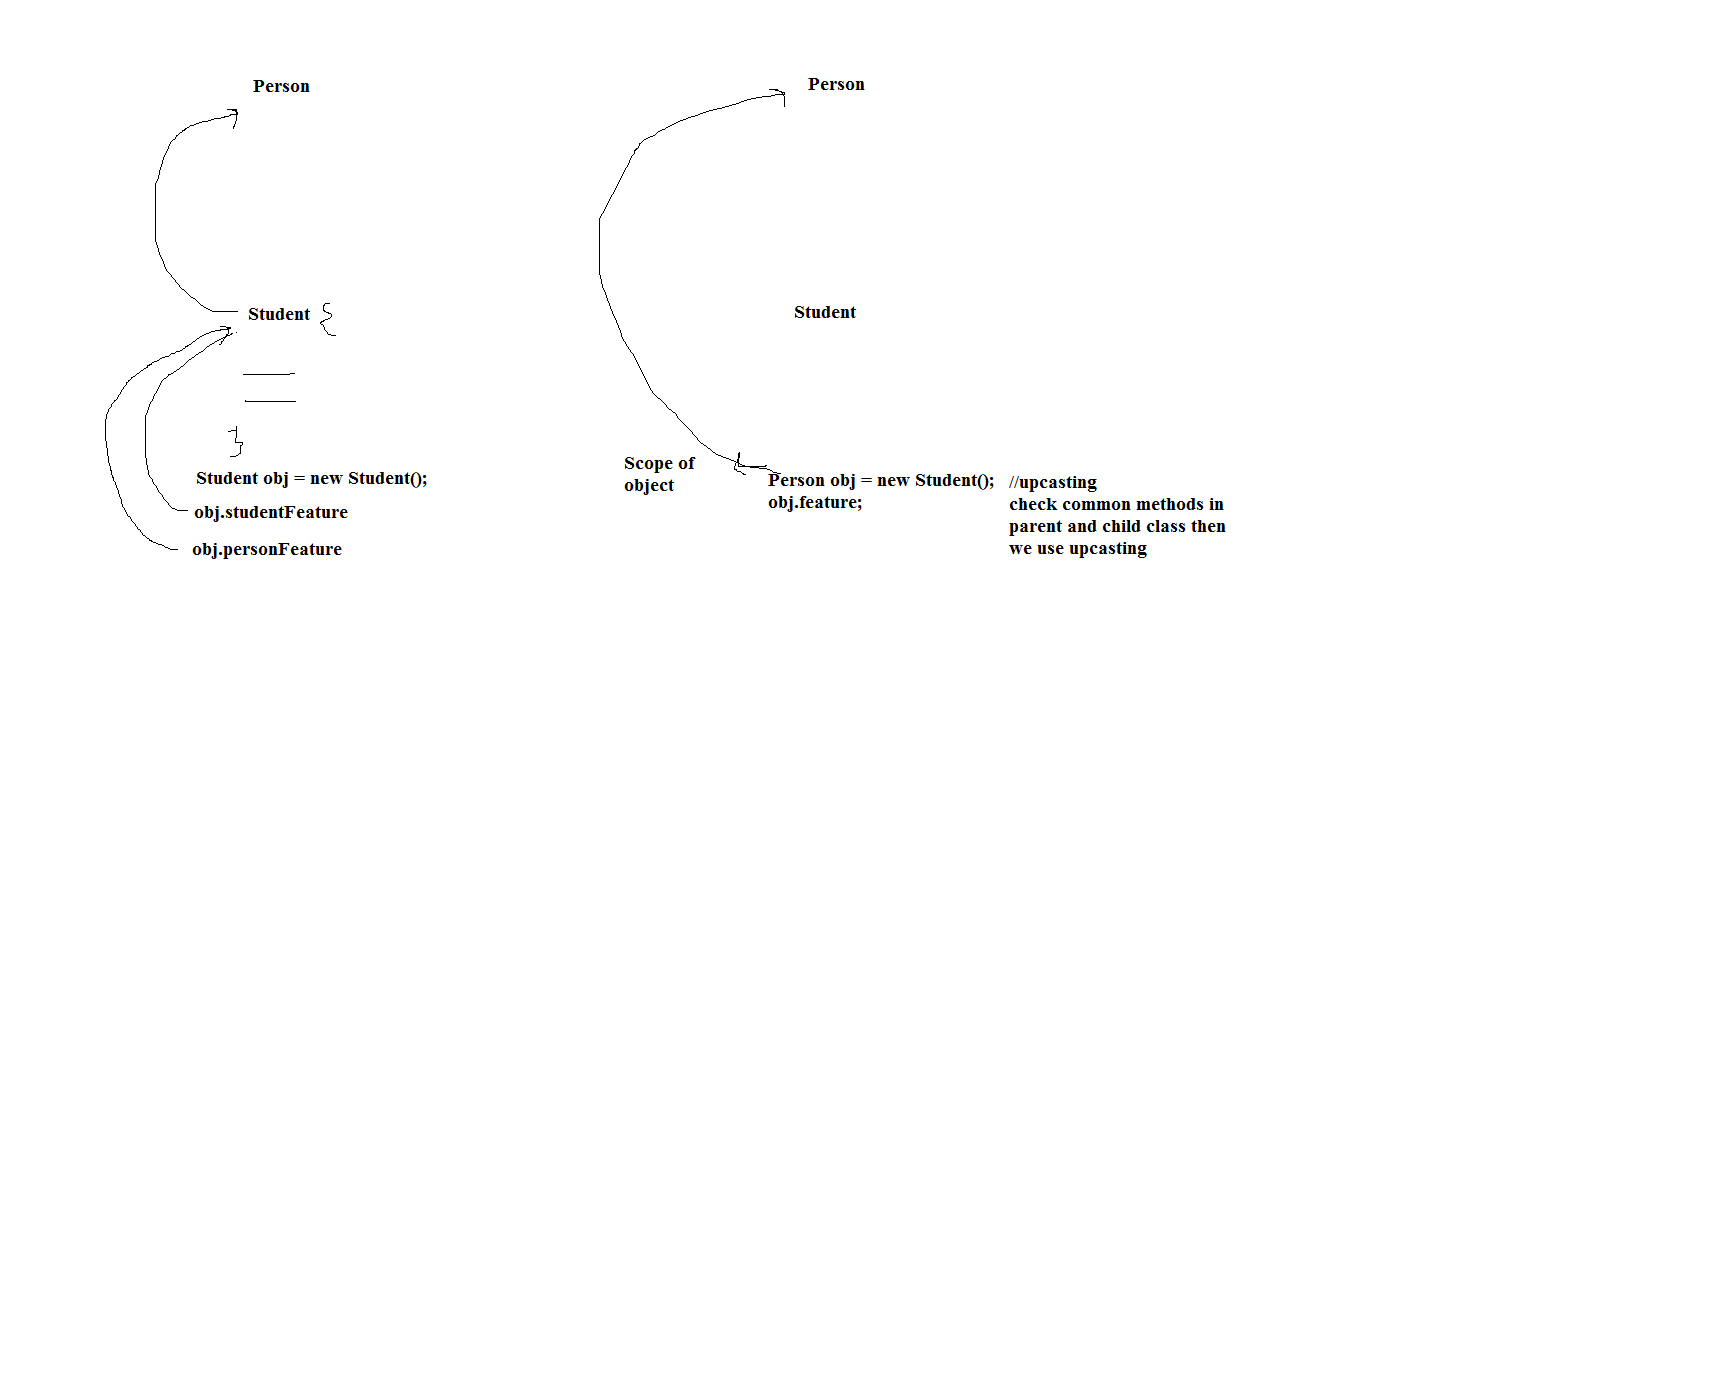 Person
Student {
}
Student obj = new Student();
obj.studentFeature
obj.personFeature
Person
Student
Scope of
object
Person obj = new Student();
obj.feature;
//upcasting
check common methods in
parent and child class then
we use upcasting